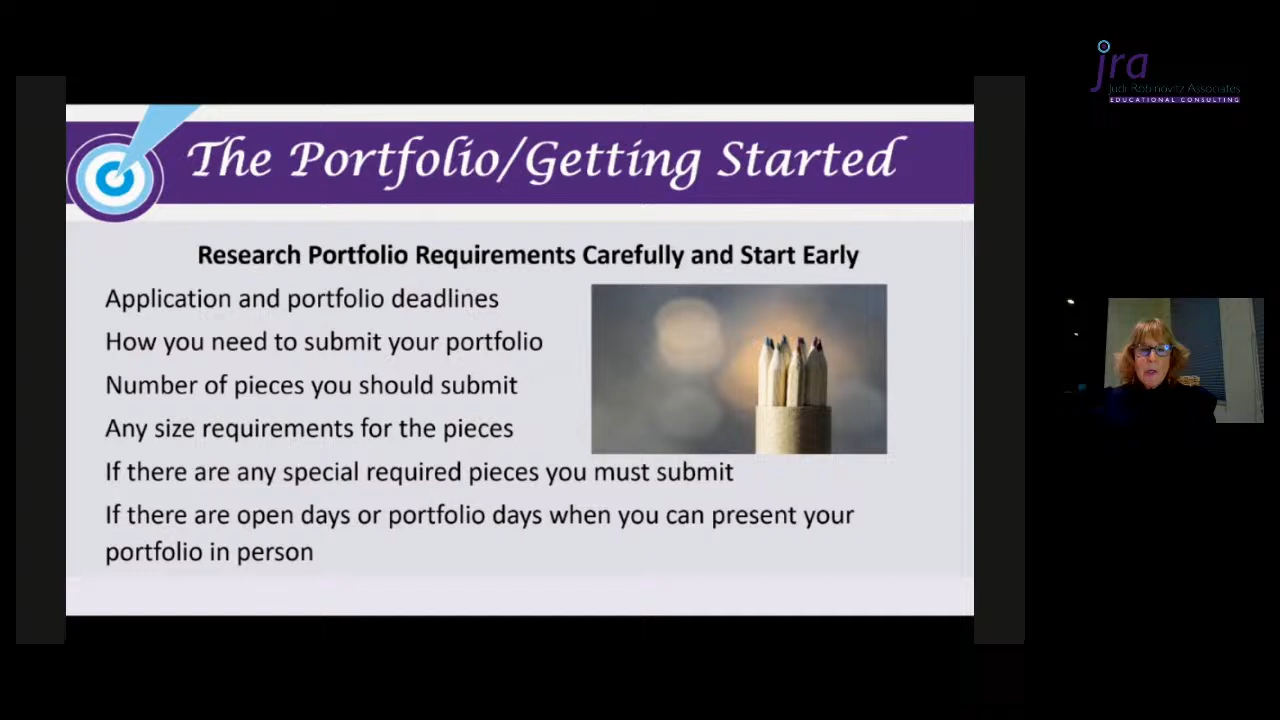 The Portfolio/Getting Started
Research Portfolio Requirements Carefully and Start Early
Application and portfolio deadlines
How you need to submit your portfolio
Number of pieces you should submit
Any size requirements for the pieces
If there are any special required pieces you must submit
If there are open days or portfolio days when you can present your
portfolio in person
jra
Judi Robinovitz Associates
EDUCATIONAL CONSULTING